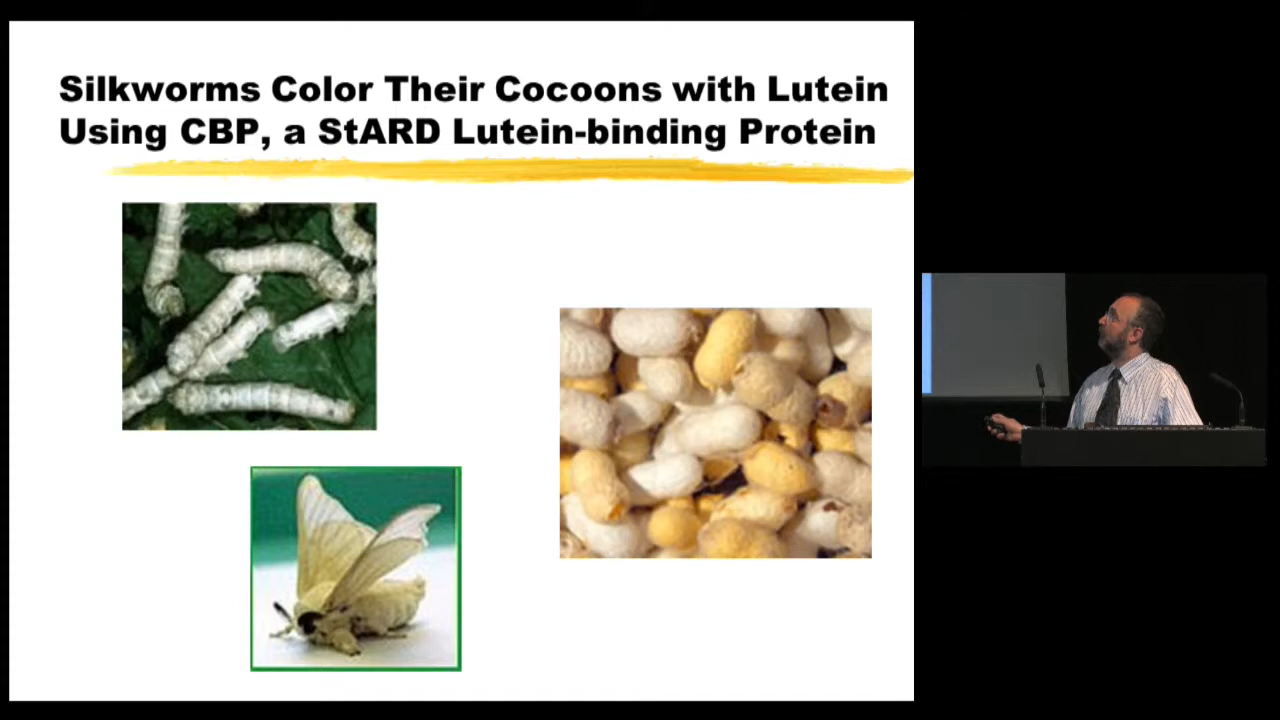 Silkworms Color Their Cocoons with Lutein
Using CBP, a StARD Lutein-binding Protein